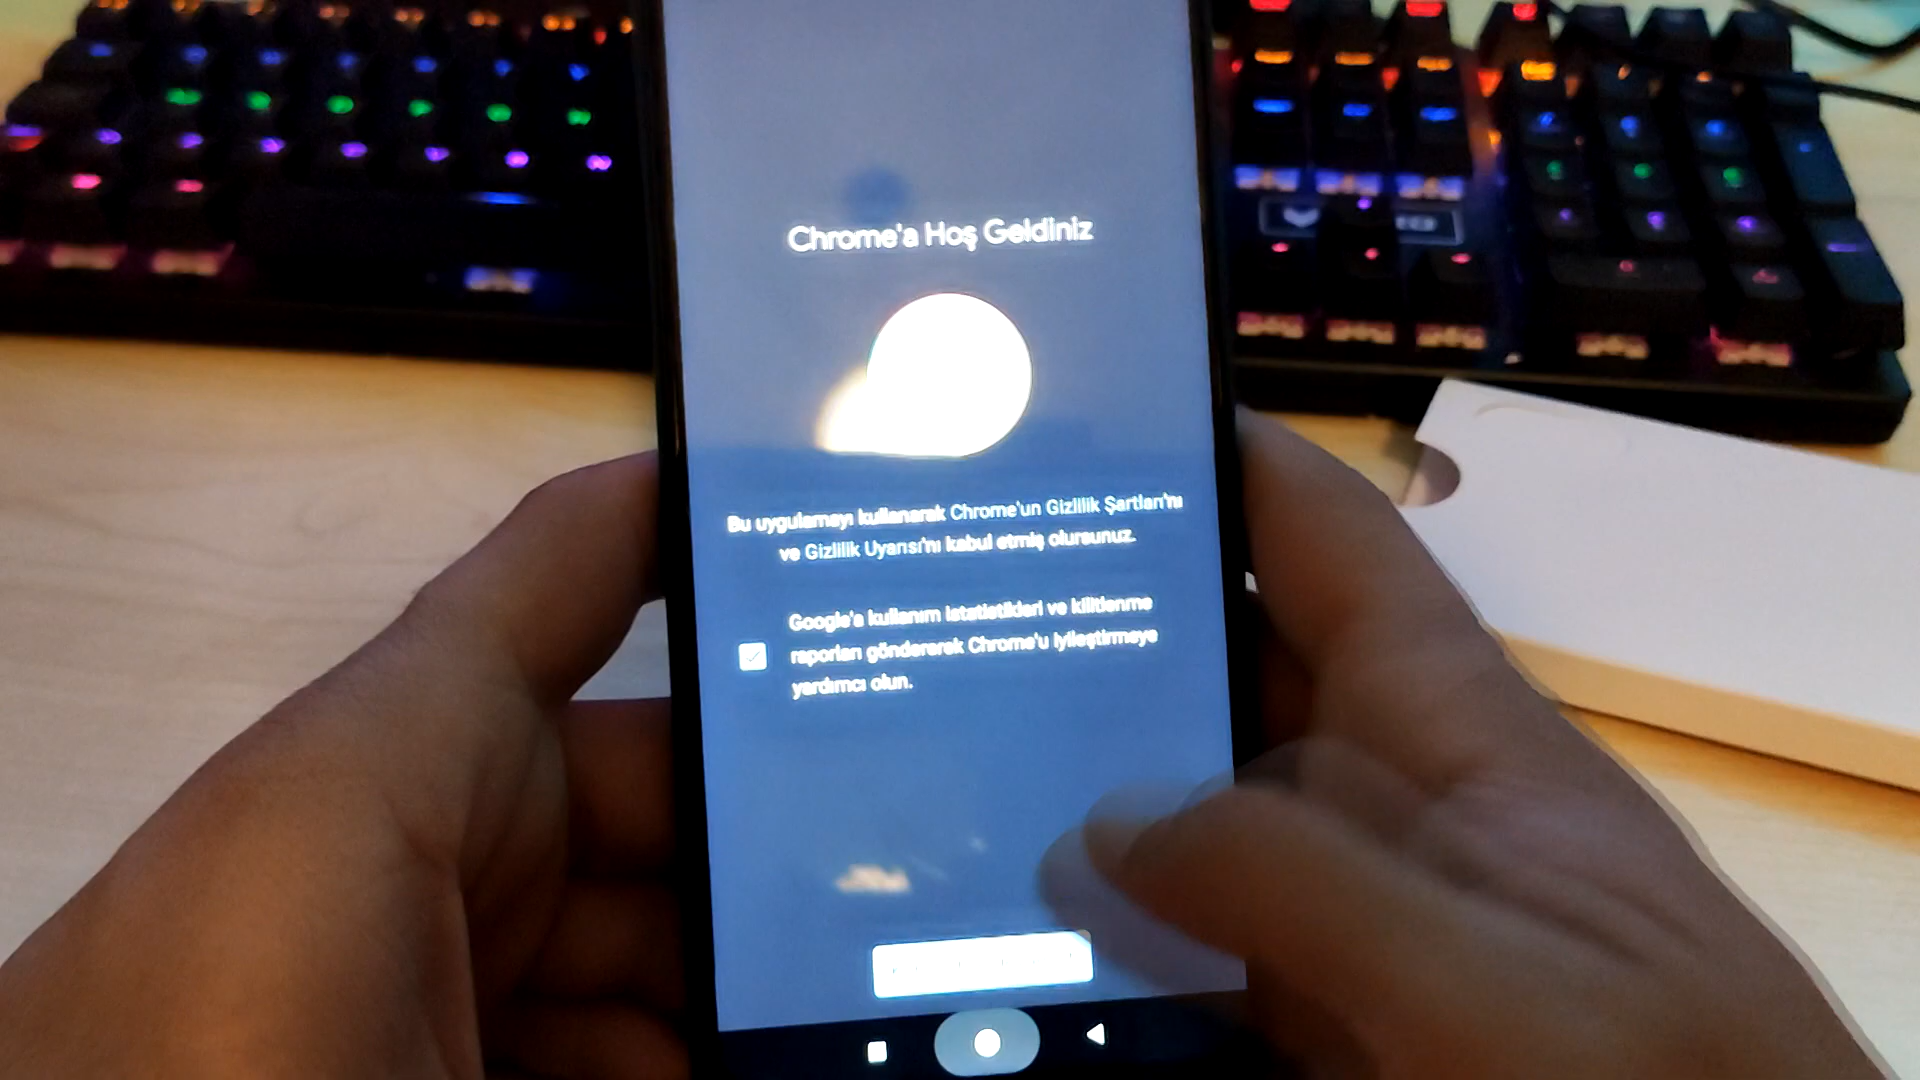 Chrome'a Hoş Geldiniz
Bu uygulamayı kullanarak Chrome'un Gizlilik Şartları'nı
ve Gizlilik Uyarısı'nı kabul etmiş olursunuz.
Google'a kullanım istatistikleri ve kilitlenme
raporları göndererek Chrome'u iyileştirmeye
yardımcı olun.